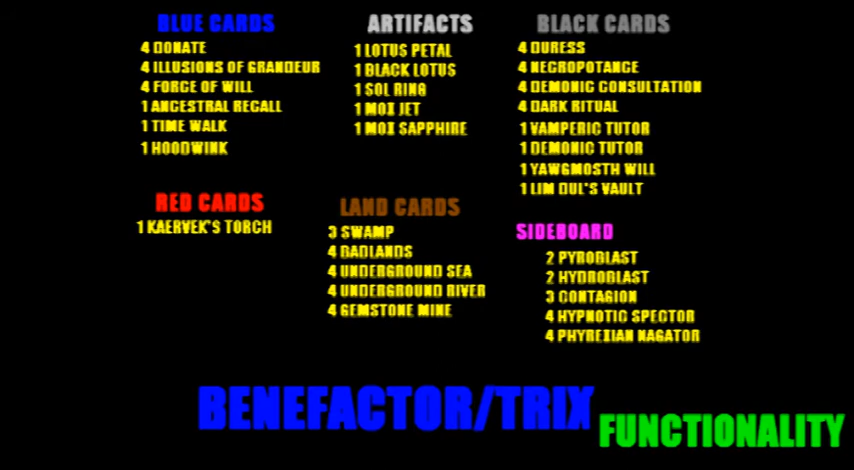 BLUE CARDS
4 DONATE
4 ILLUSIONS OF GRANDEUR
4 FORCE OF WILL
1 ANCESTRAL RECALL
1 TIME WALK
1 HOODWINK
ARTIFACTS
1 LOTUS PETAL
1 BLACK LOTUS
1 SOL RING
1 MOX JET
1 MOX SAPPHIRE
BLACK CARDS
4 DURESS
4 NECROPOTANCE
4 DEMONIC CONSULTATION
4 DARK RITUAL
1 VAMPERIC TUTOR
1 DEMONIC TUTOR
1 YAWGMOSTH WILL
1 LIM DUL'S VAULT
RED CARDS
1 KAERVEK'S TORCH
LAND CARDS
3 SWAMP
4 BADLANDS
4 UNDERGROUND SEA
4 UNDERGROUND RIVER
4 GEMSTONE MINE
SIDEBOARD
2 PYROBLAST
2 HYDROBLAST
3 CONTAGION
4 HYPNOTIC SPECTOR
4 PHYREXIAN NAGATOR
BENEFACTOR/TRIX
FUNCTIONALITY